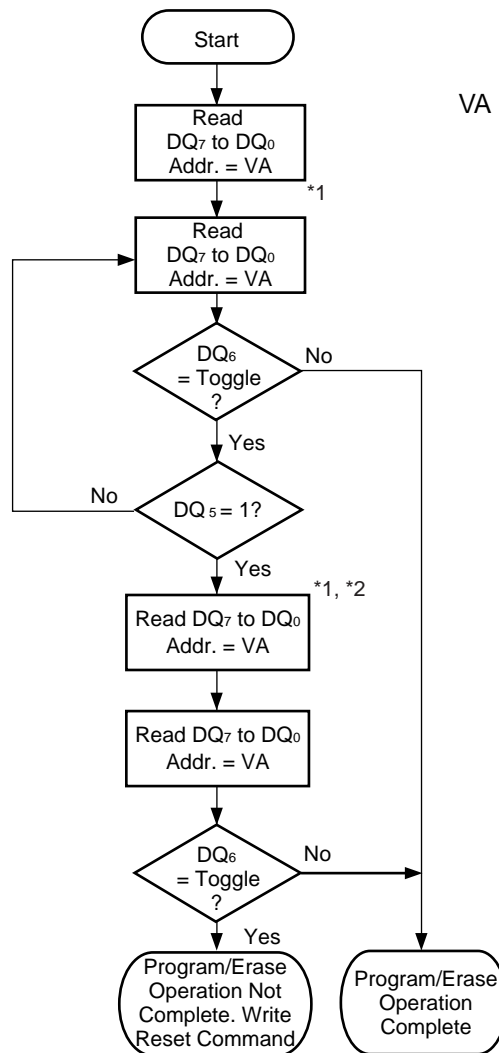 Start
VA
Read
DQ7 to DQ0
Addr. = VA
*1
Read
DQ7 to DQ0
Addr. = VA
DQ6
= Toggle
?
No
Yes
No
DQ 5 = 1?
Yes
*1, *2
Read DQ7 to DQ0
Addr. = VA
Read DQ7 to DQ0
Addr. = VA
DQ6
= Toggle
?
No
Yes
Program/Erase
Operation Not
Complete. Write
Reset Command
Program/Erase
Operation
Complete